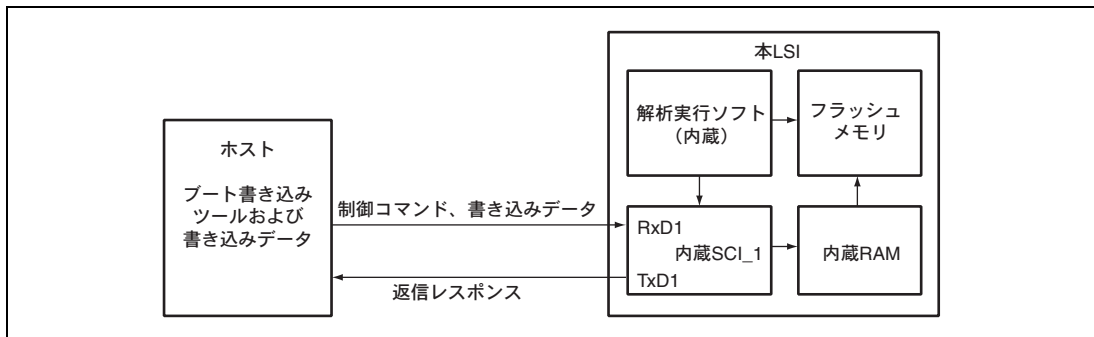 本LSI
解析実行ソフト
（内蔵）
フラッシュ
メモリ
ホスト
ブート書き込み
ツールおよび
書き込みデータ
制御コマンド、書き込みデータ
返信レスポンス
RxD1
内蔵SCI_1
TxD1
内蔵RAM